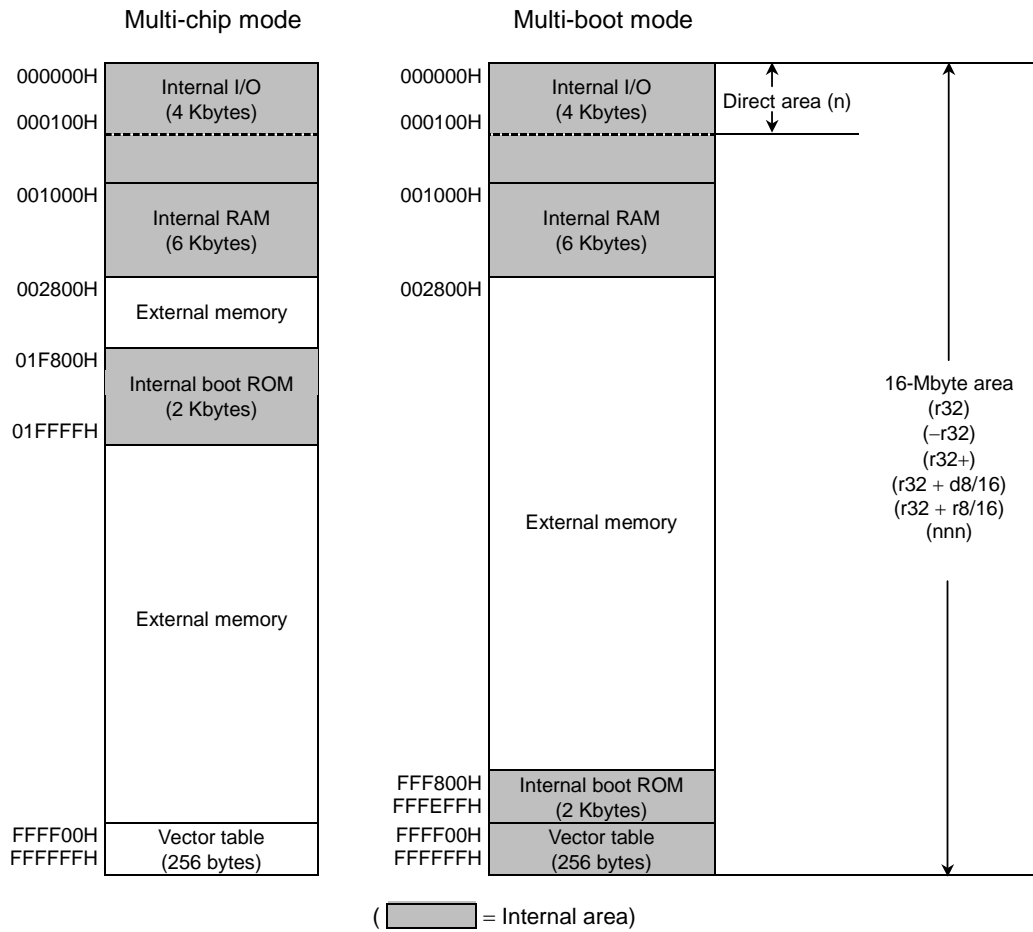 Multi-chip mode
000000H
Internal I/O
(4 Kbytes)
000100H
001000H
Internal RAM
(6 Kbytes)
002800H
External memory
01F800H
Internal boot ROM
(2 Kbytes)
01FFFFH
External memory
FFFF00H
FFFFFFH
Vector table
(256 bytes)
Multi-boot mode
000000H
Internal I/O
(4 Kbytes)
000100H
001000H
Internal RAM
(6 Kbytes)
002800H
External memory
FFF800H
FFFEFFH
Internal boot ROM
(2 Kbytes)
FFFF00H
FFFFFFH
Vector table
(256 bytes)
Direct area (n)
16-Mbyte area
(r32)
(−r32)
(r32+)
(r32 + d8/16)
(r32 + r8/16)
(nnn)
( = Internal area)